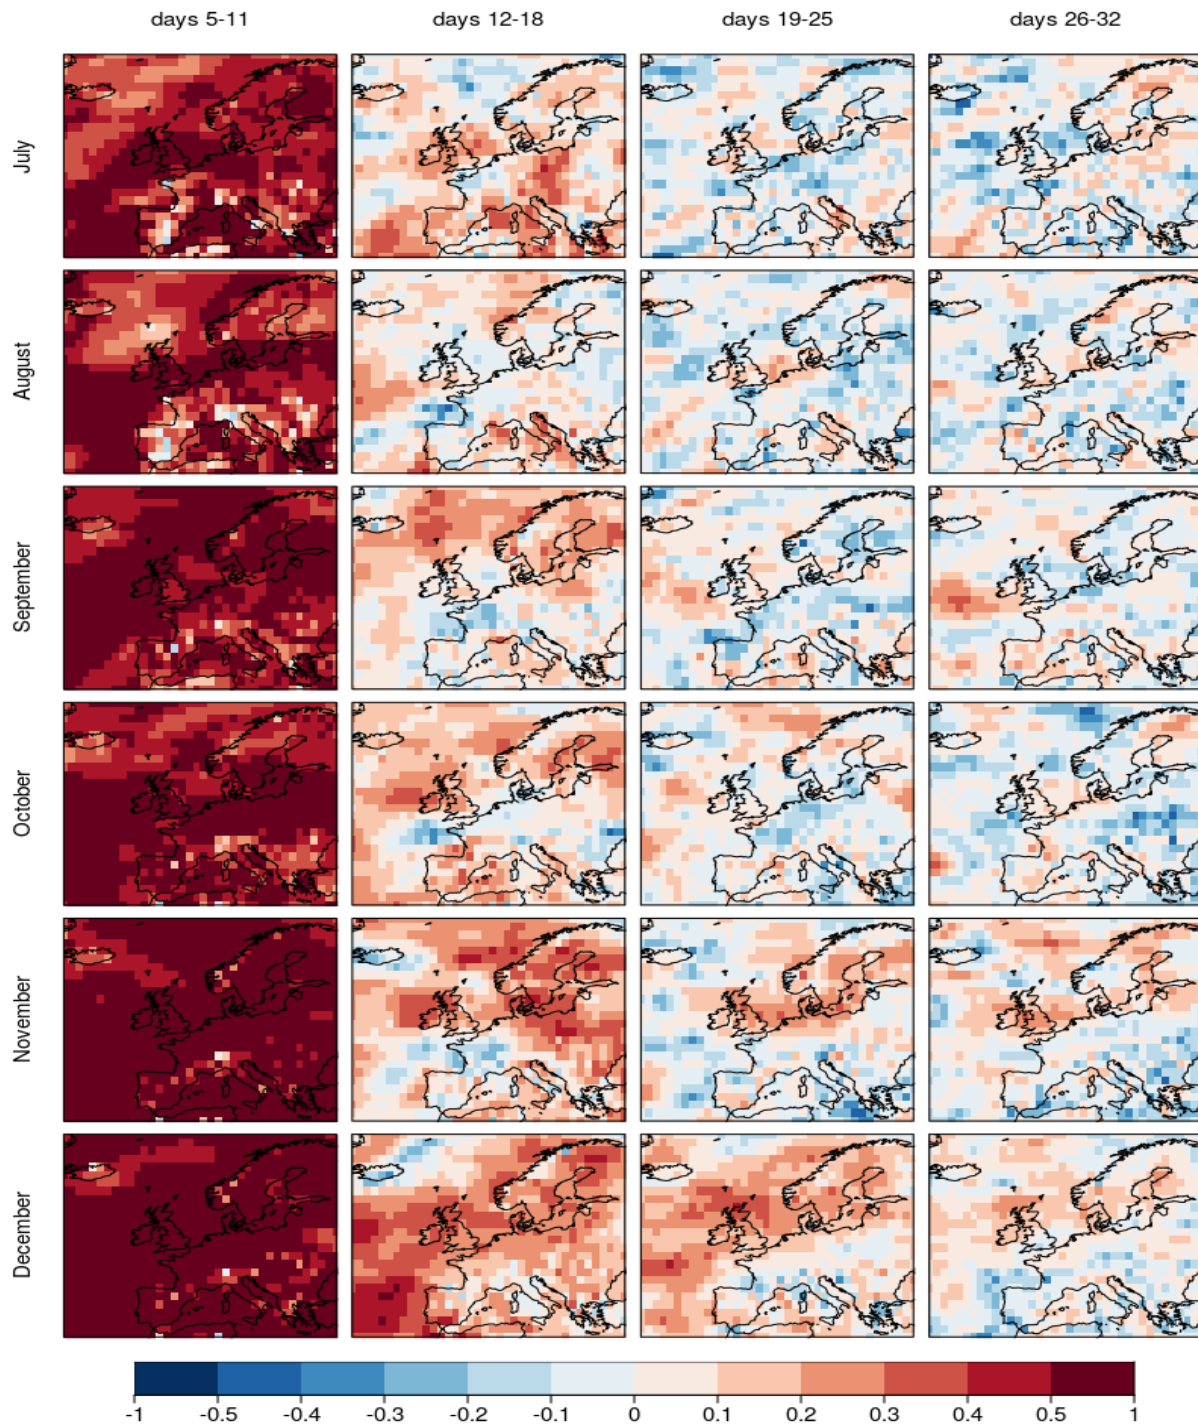 days 5-11 days 12-18 days 19-25 days 26-32
July
August
September
October
November
December
-1 -0.5 -0.4 -0.3 -0.2 -0.1 0 0.1 0.2 0.3 0.4 0.5 1